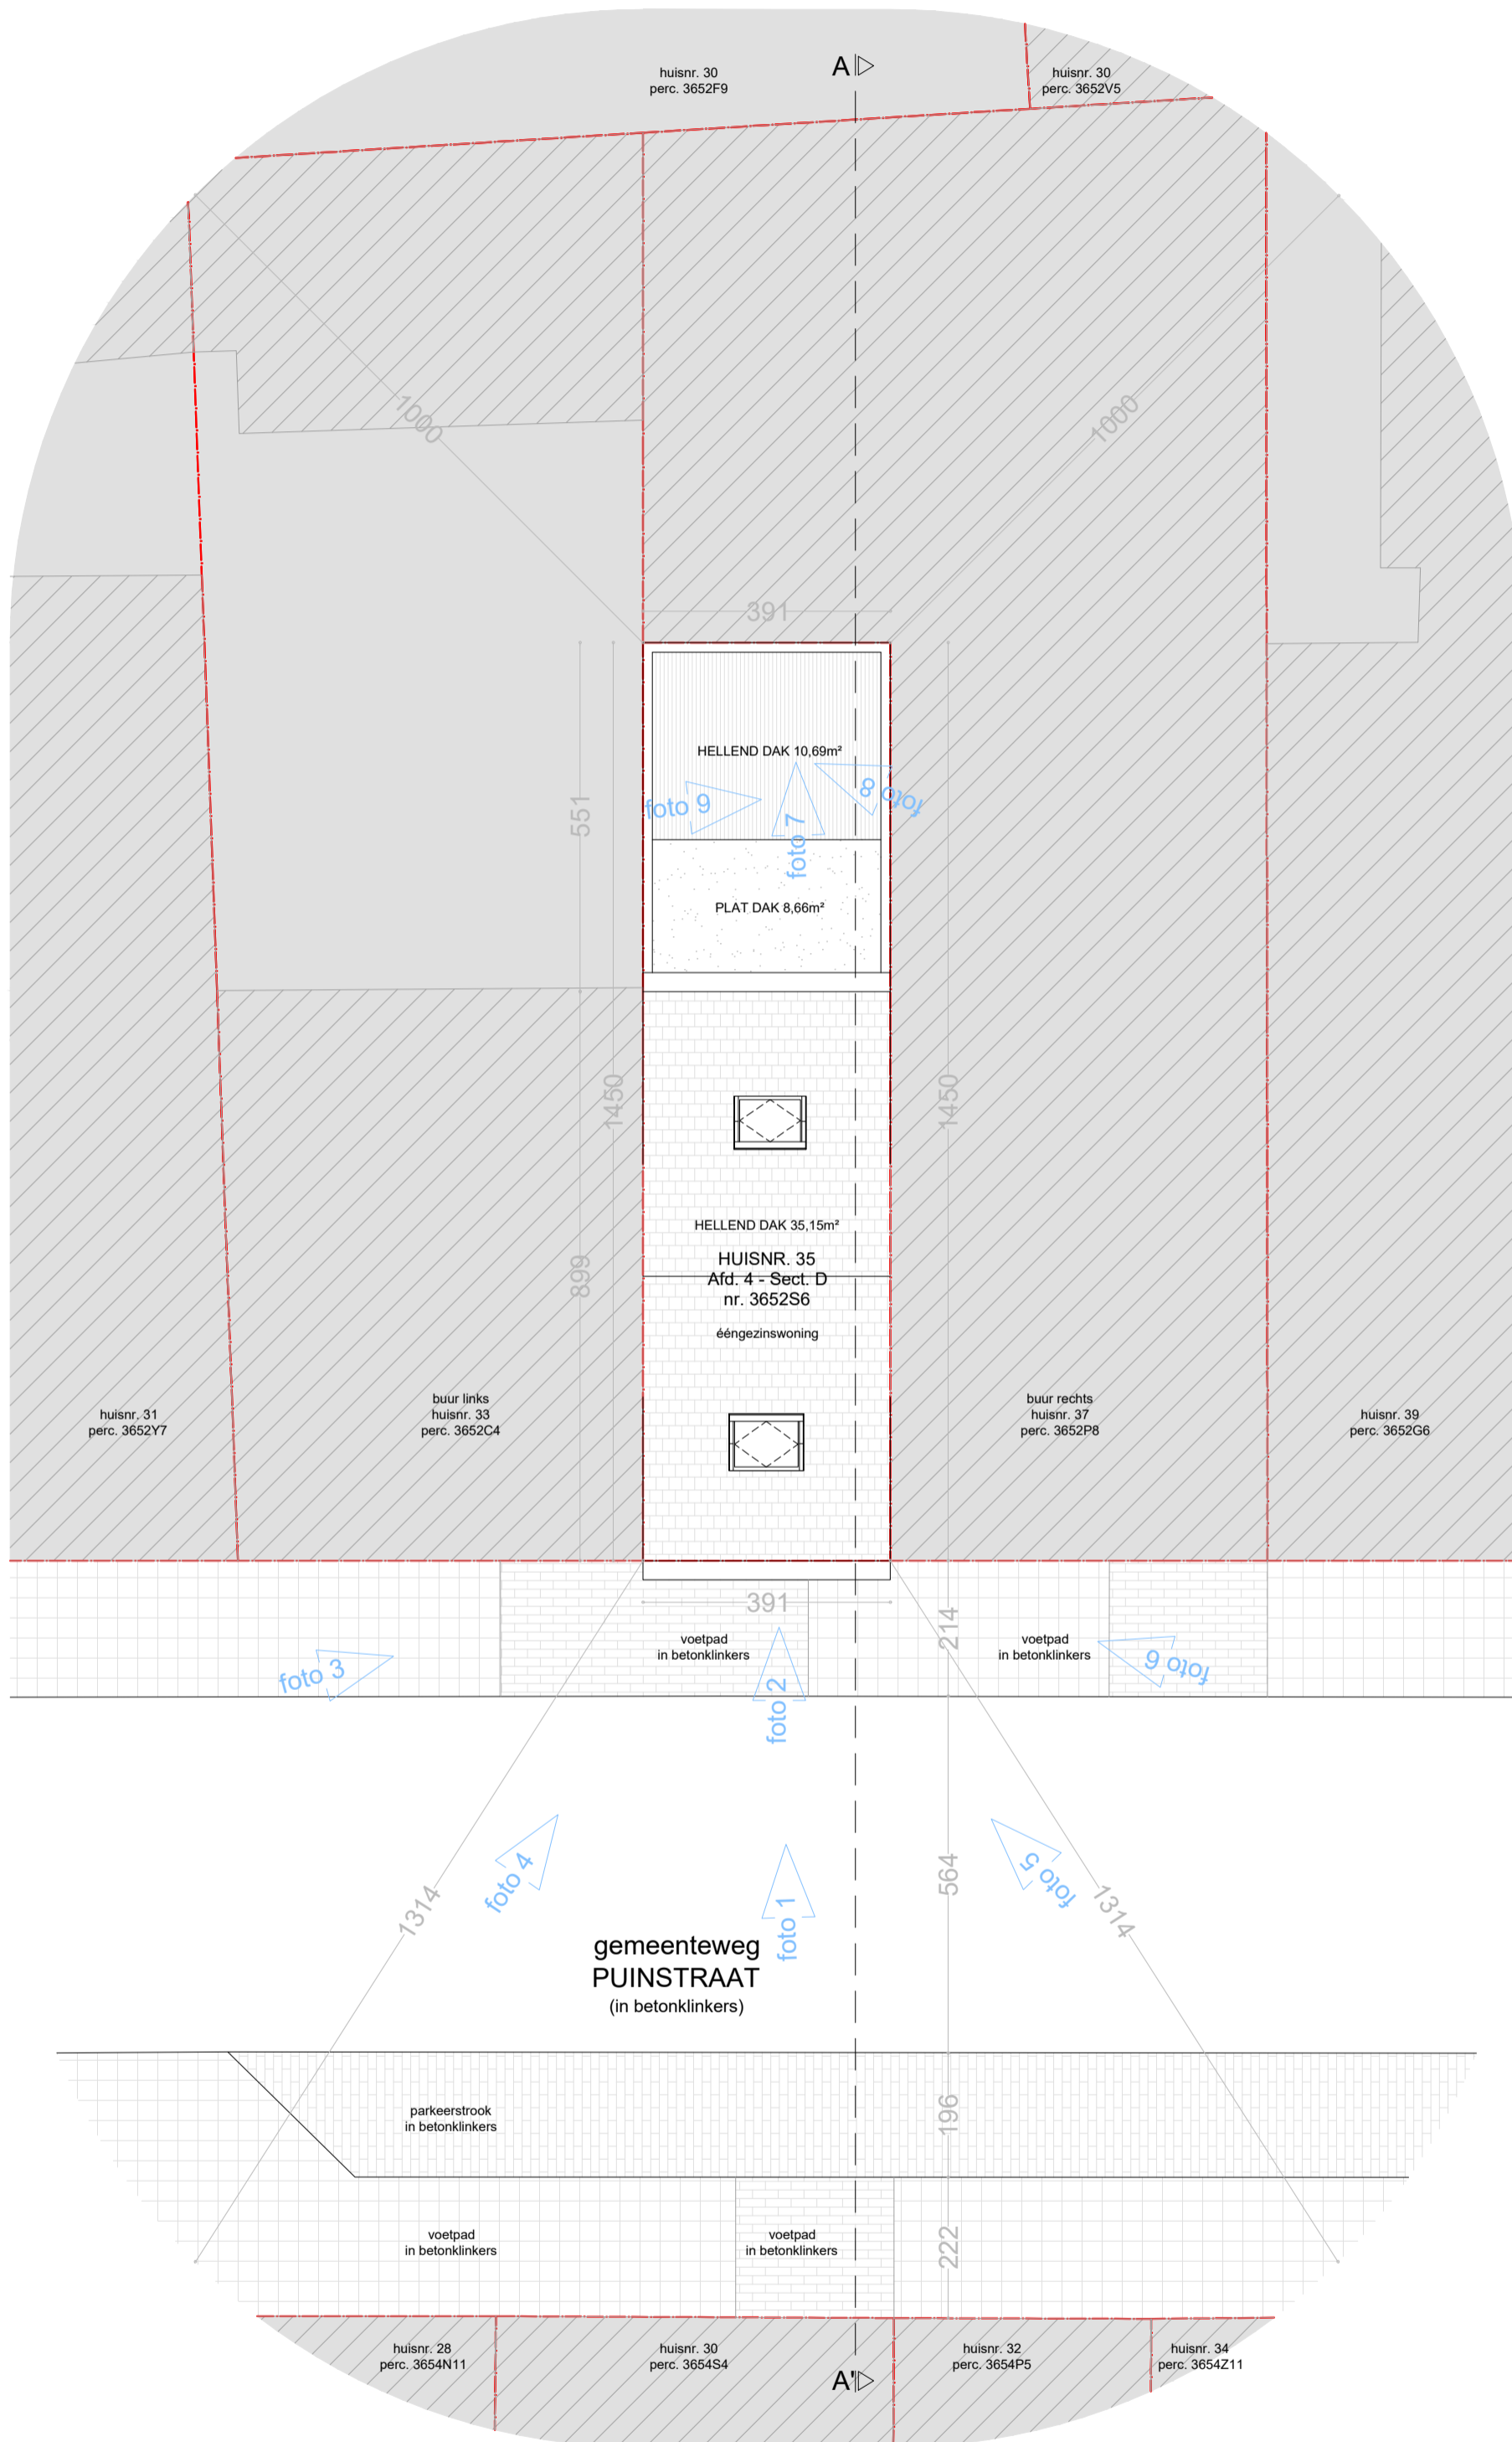 huisnr. 30
perc. 3652F9
A
huisnr. 30
perc. 3652V5
1000
1000
391
HELLEND DAK 10,69m²
foto 9
foto 7
foto 8
551
PLAT DAK 8,66m²
1450
1450
HELLEND DAK 35,15m²
899
HUISNR. 35
Afd. 4 - Sect. D
nr. 3652S6
ééngezinswoning
huisnr. 31
perc. 3652Y7
buur links
huisnr. 33
perc. 3652C4
buur rechts
huisnr. 37
perc. 3652P8
huisnr. 39
perc. 3652G6
391
214
voetpad
in betonklinkers
voetpad
in betonklinkers
foto 3
foto 2
foto 6
foto 4
foto 1
564
foto 5
1314
1314
gemeenteweg
PUINSTRAAT
(in betonklinkers)
parkeerstrook
in betonklinkers
196
voetpad
in betonklinkers
voetpad
in betonklinkers
222
huisnr. 28
perc. 3654N11
huisnr. 30
perc. 3654S4
A'
huisnr. 32
perc. 3654P5
huisnr. 34
perc. 3654Z11